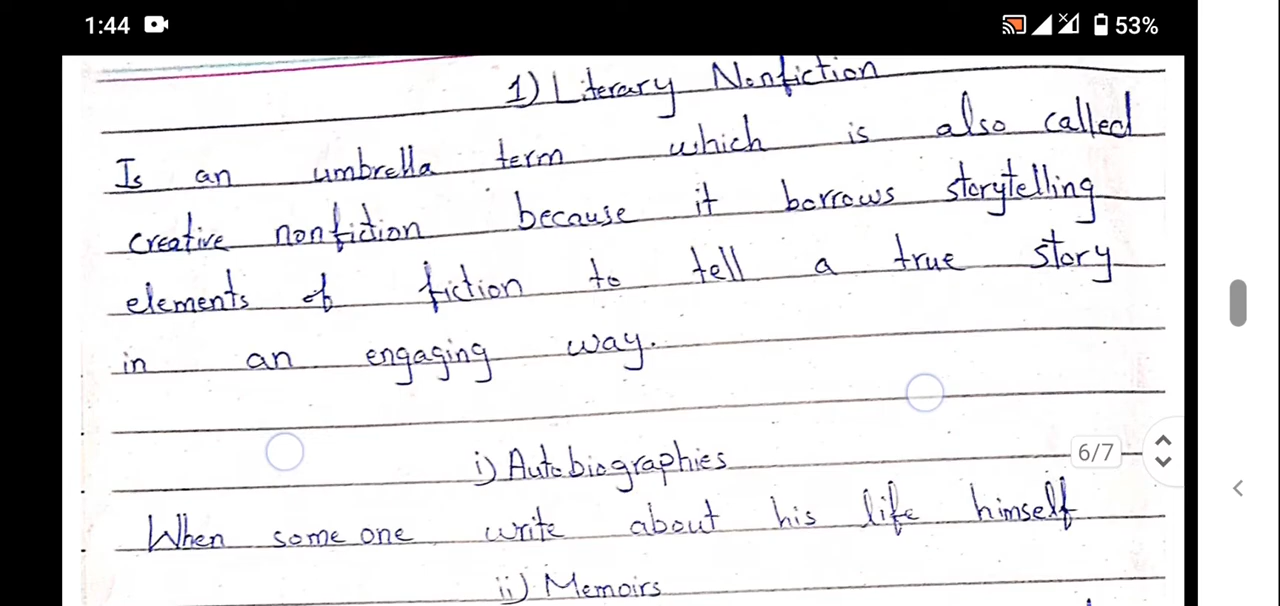 1:44
53%
1) Literary Nonfiction
Is an umbrella term which is also called
creative nonfiction because it borrows storytelling
elements of fiction to tell a true story
in an engaging way.
i) Autobiographies
6/7
When some one write about his life himself
ii) Memoirs